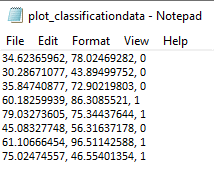 plot_classificationdata - Notepad
File Edit Format View Help
34.62365962, 78.02469282, 0
30.28671077, 43.89499752, 0
35.84740877, 72.90219803, 0
60.18259939, 86.3085521, 1
79.03273605, 75.34437644, 1
45.08327748, 56.31637178, 0
61.10666454, 96.51142588, 1
75.02474557, 46.55401354, 1